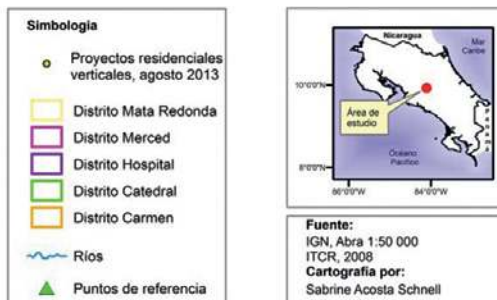 Simbología
Proyectos residenciales
verticales, agosto 2013
Distrito Mata Redonda
Distrito Merced
Distrito Hospital
Distrito Catedral
Distrito Carmen
Ríos
Puntos de referencia
Nicaragua
Mar
Caribe
10°0'0"N
Área de
estudio
Panamá
Océano
Pacífico
8°0'0"N
86°0'0"W
84°0'0"W
Fuente:
IGN, Abra 1:50 000
ITCR, 2008
Cartografía por:
Sabrine Acosta Schnell